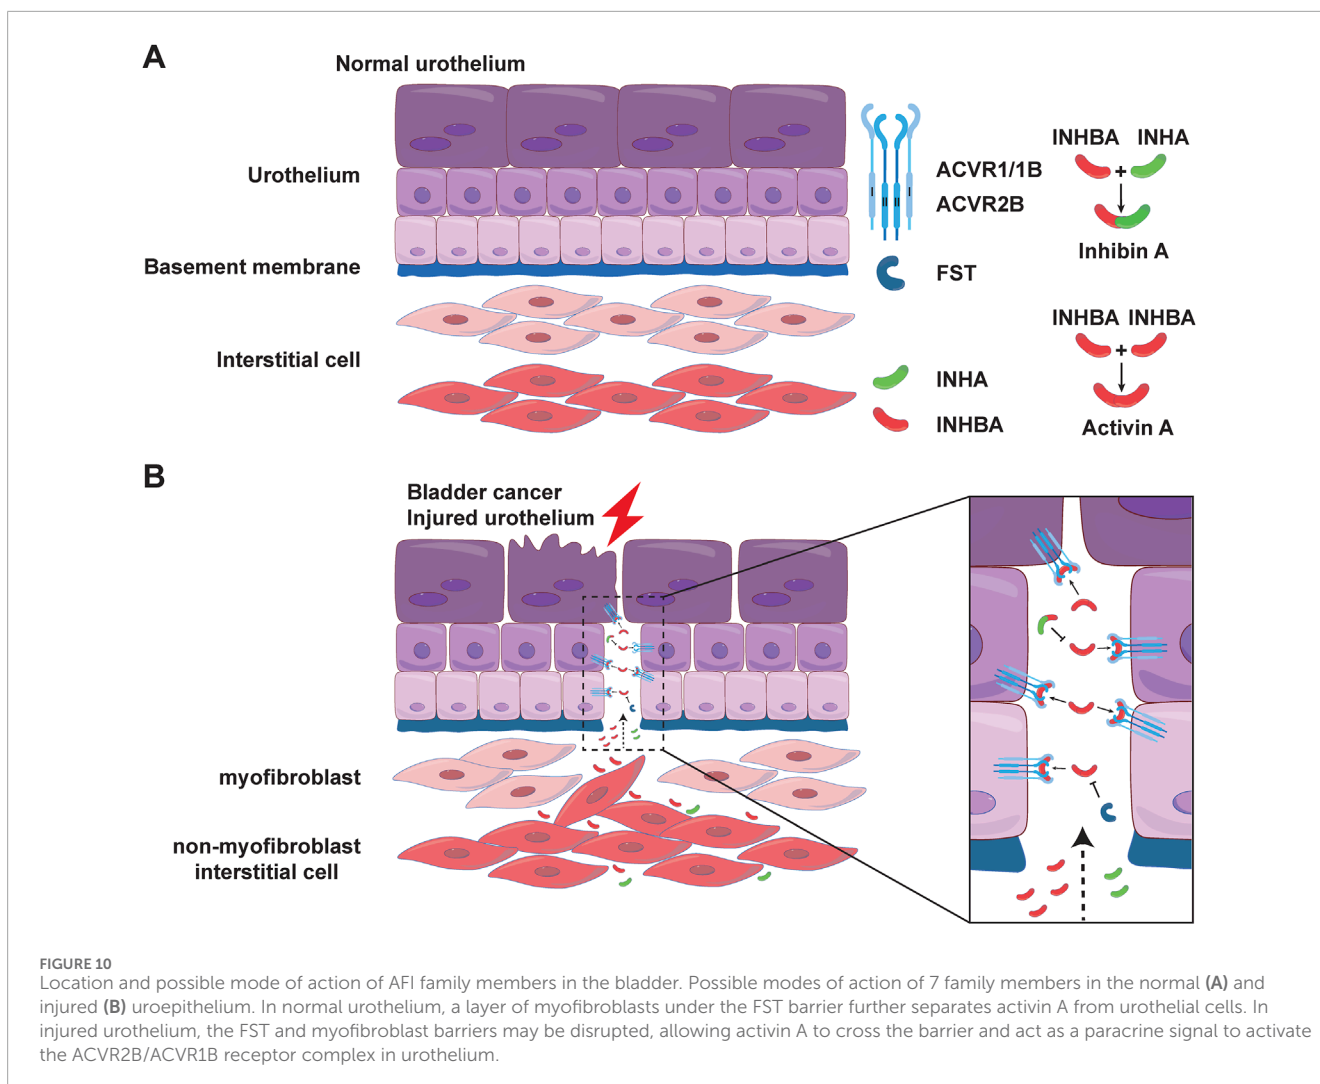 A
Normal urothelium
Urothelium
Basement membrane
Interstitial cell
I
II
II
I
ACVR1/1B
ACVR2B
FST
INHA
INHBA
INHBA INHA
+
Inhibin A
INHBA INHBA
+
Activin A
B
Bladder cancer
Injured urothelium
myofibroblast
non-myofibroblast
interstitial cell
FIGURE 10
Location and possible mode of action of AFI family members in the bladder. Possible modes of action of 7 family members in the normal (A) and
injured (B) uroepithelium. In normal urothelium, a layer of myofibroblasts under the FST barrier further separates activin A from urothelial cells. In
injured urothelium, the FST and myofibroblast barriers may be disrupted, allowing activin A to cross the barrier and act as a paracrine signal to activate
the ACVR2B/ACVR1B receptor complex in urothelium.